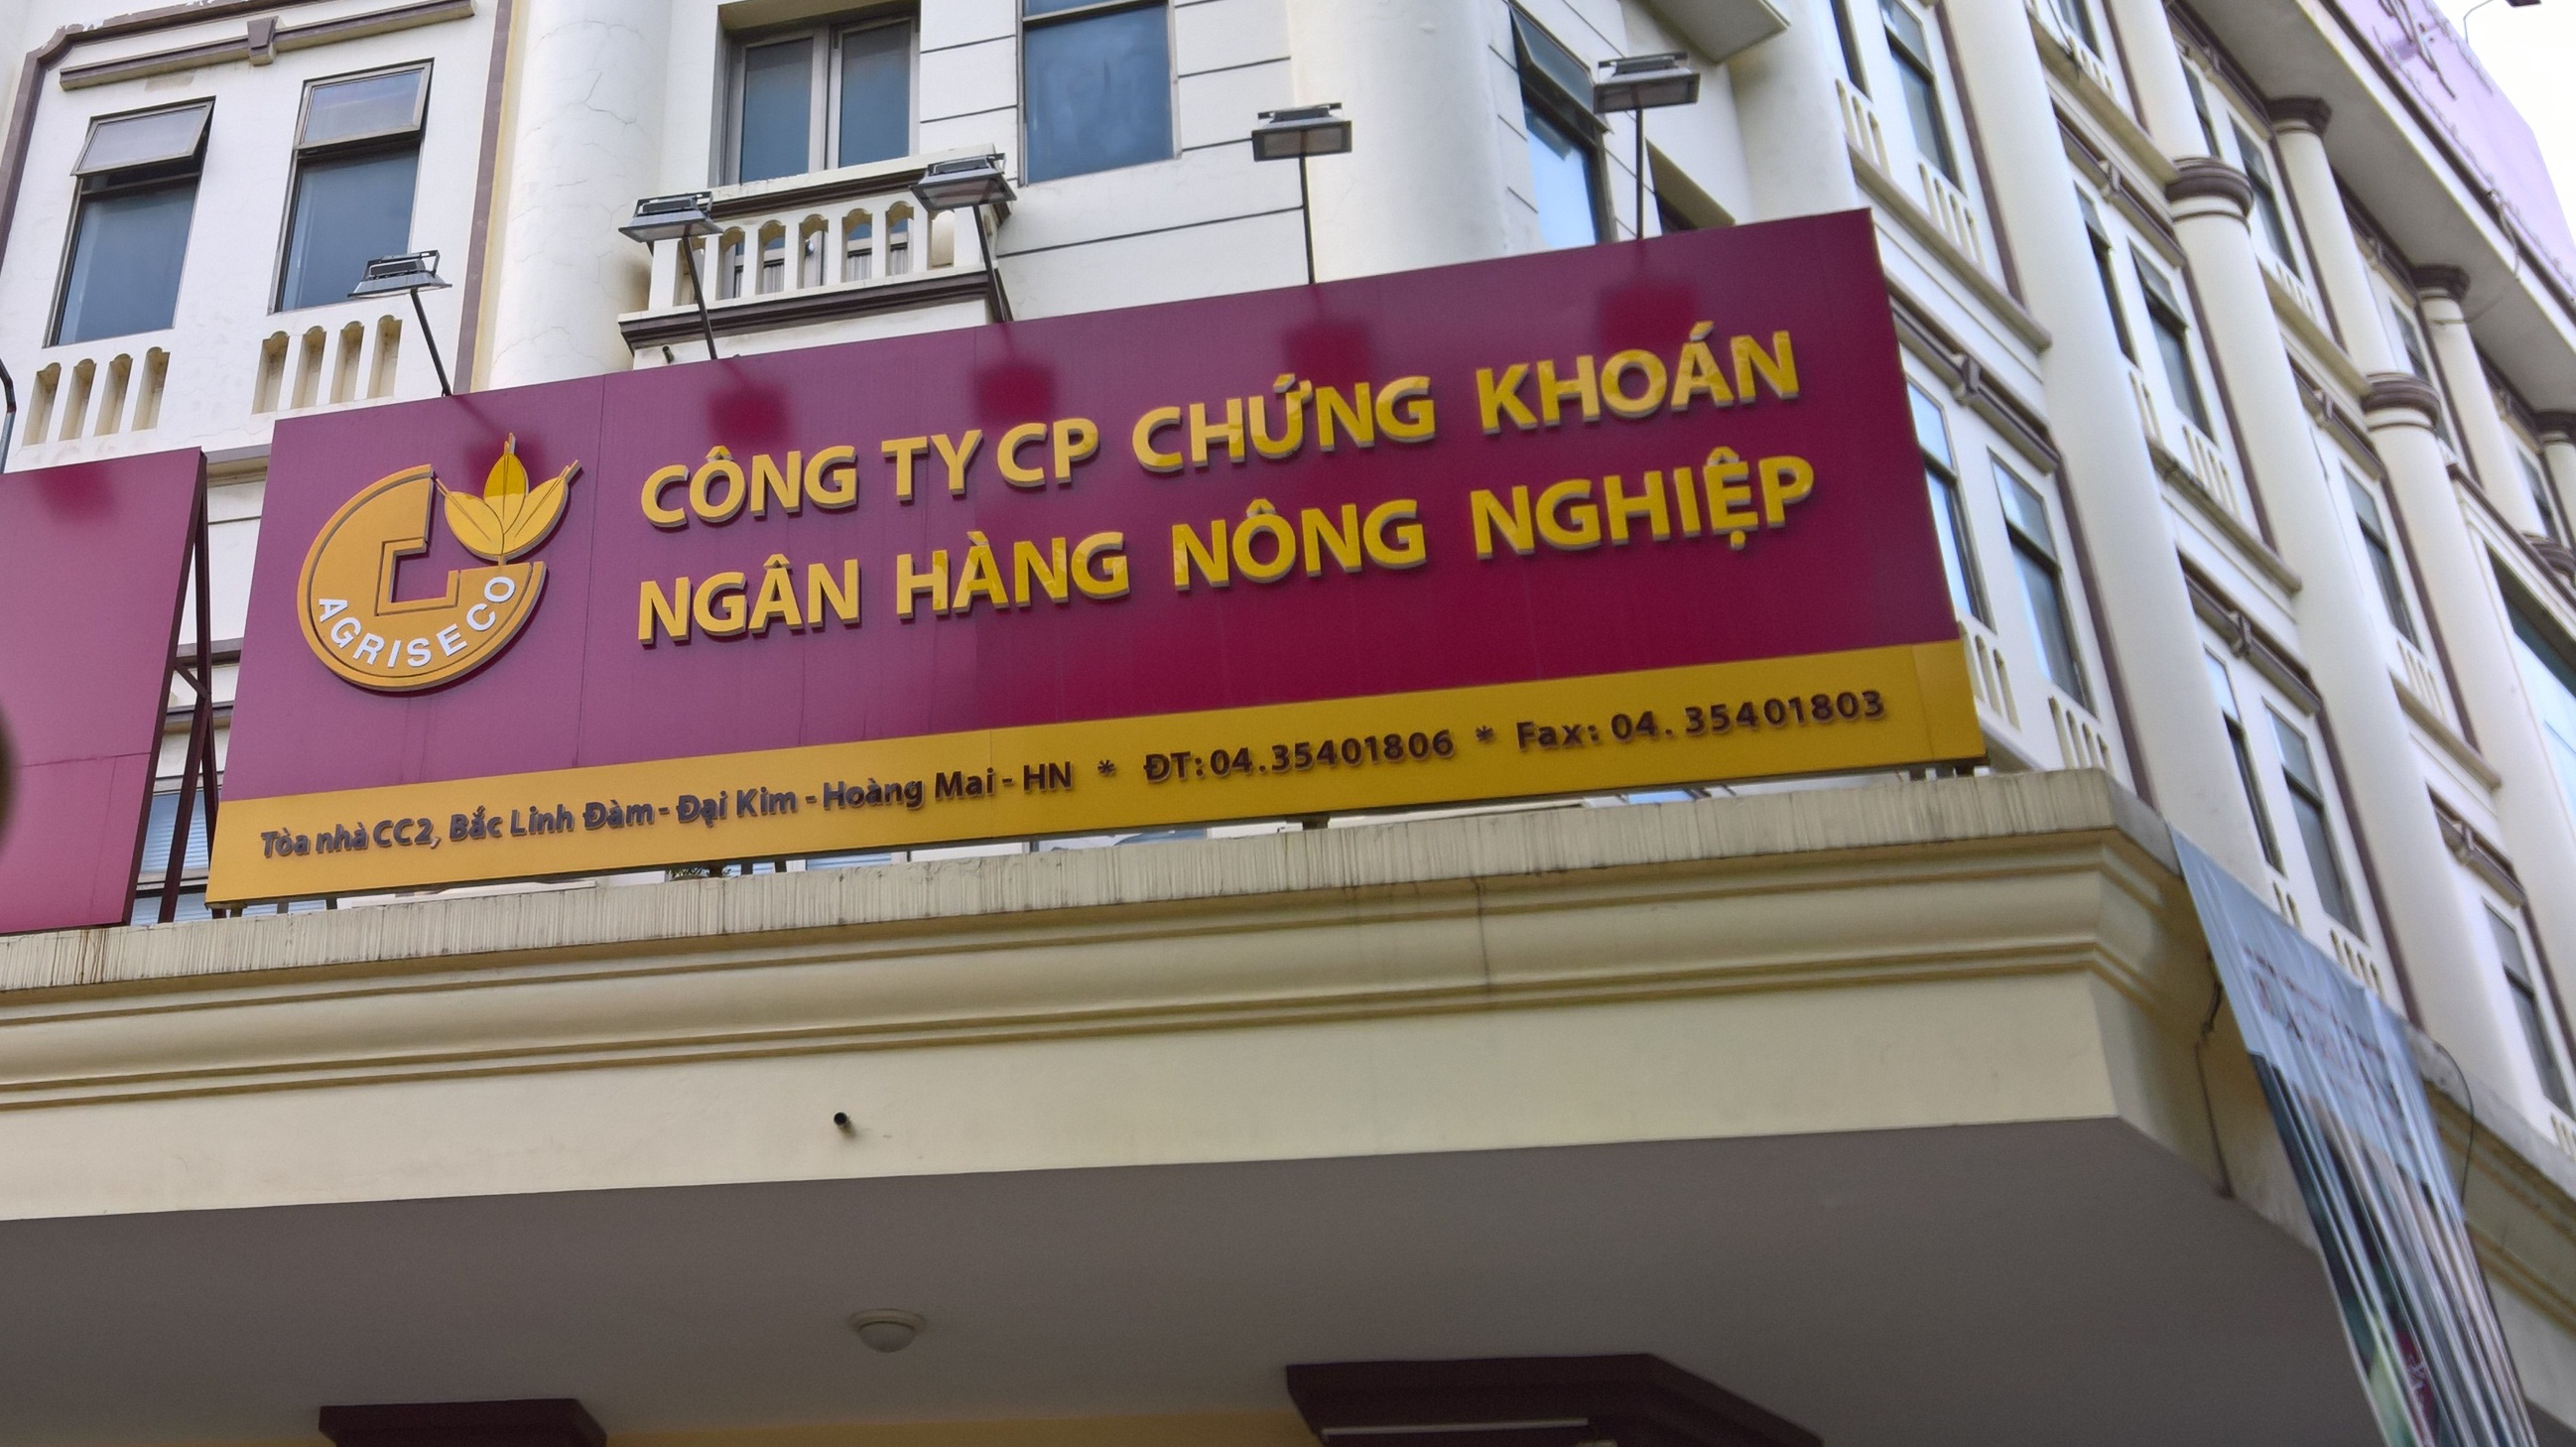 AGRISECO
CÔNG TY CP CHỨNG KHOÁN
NGÂN HÀNG NÔNG NGHIỆP
Tòa nhà CC2, Bắc Linh Đàm - Đại Kim - Hoàng Mai - HN * ĐT: 04.35401806 * Fax: 04. 35401803